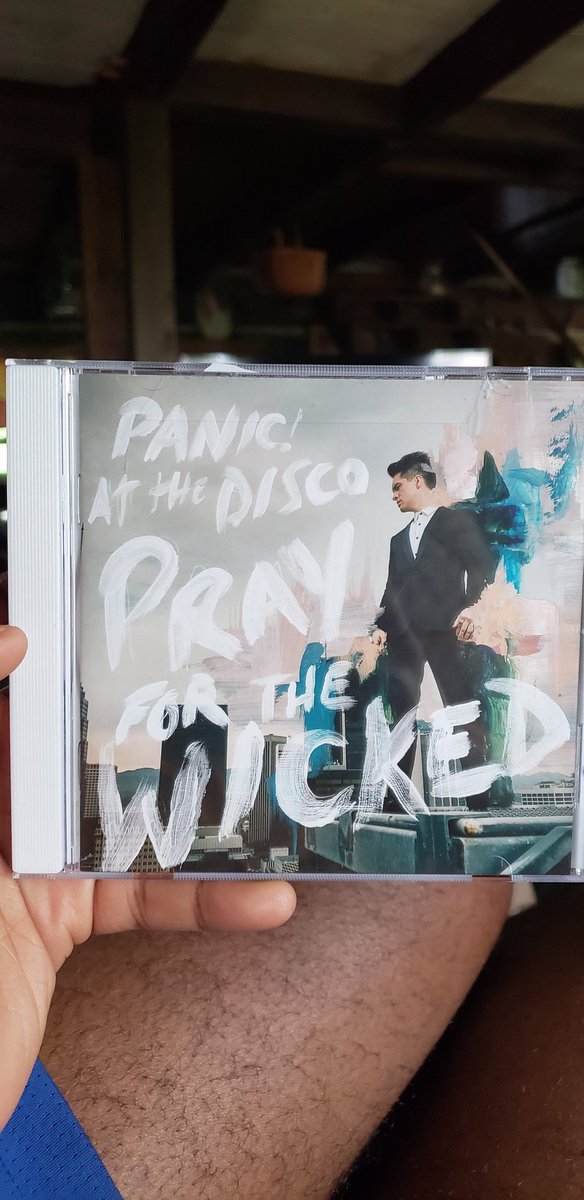 PANIC!
AT THE DISCO
PRAY
FOR THE
WICKED